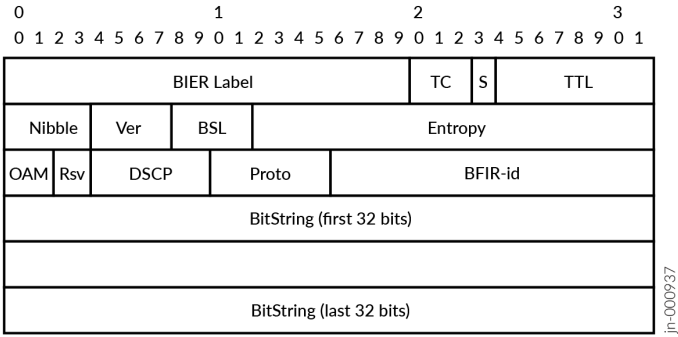 0 1 2 3
0 1 2 3 4 5 6 7 8 9 0 1 2 3 4 5 6 7 8 9 0 1 2 3 4 5 6 7 8 9 0 1
BIER Label TC S TTL
Nibble Ver BSL Entropy
OAM Rsv DSCP Proto BFIR-id
BitString (first 32 bits)
BitString (last 32 bits)
jn-000937